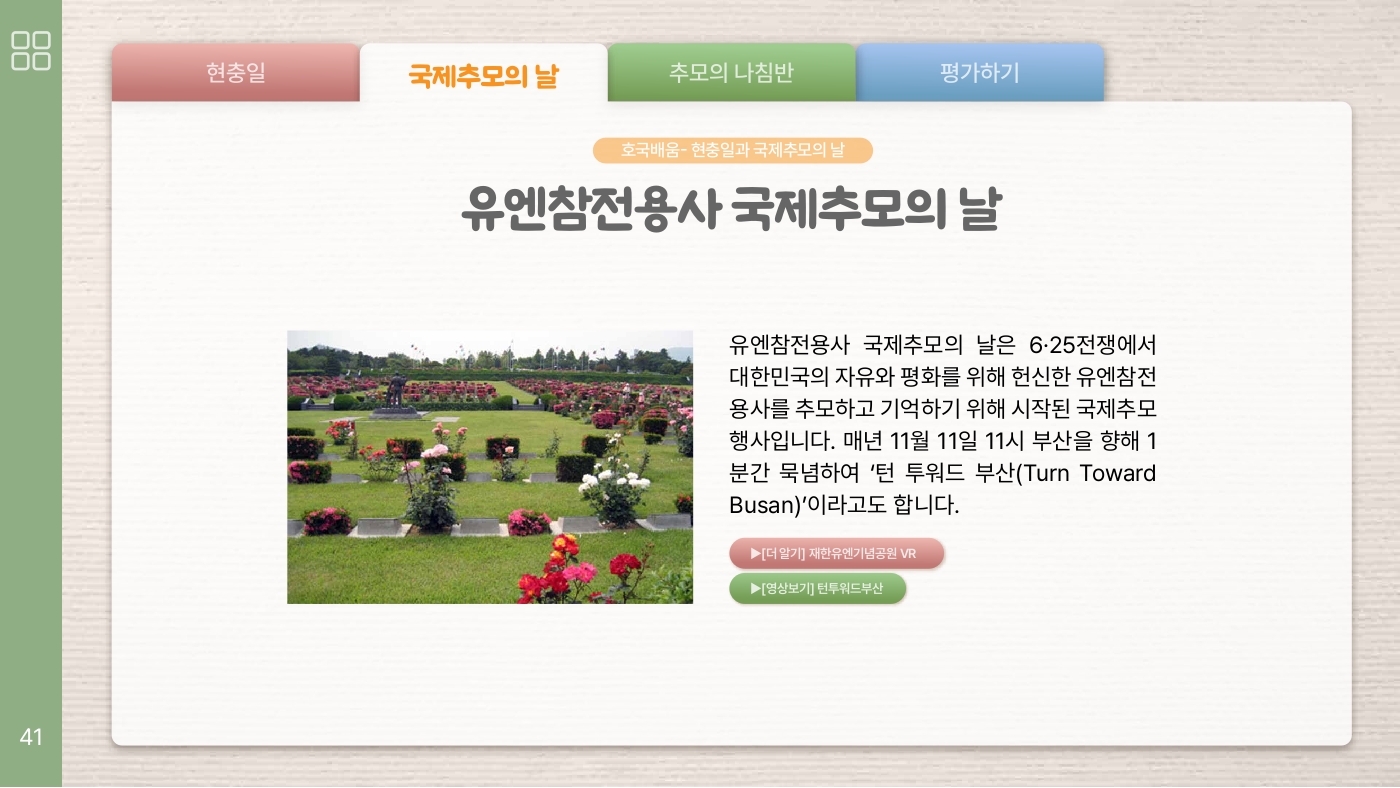 현충일
국제추모의 날
추모의 나침반
평가하기
호국배움- 현충일과 국제추모의 날
유엔참전용사 국제추모의 날
유엔참전용사 국제추모의 날은 6·25전쟁에서
대한민국의 자유와 평화를 위해 헌신한 유엔참전
용사를 추모하고 기억하기 위해 시작된 국제추모
행사입니다. 매년 11월 11일 11시 부산을 향해 1
분간 묵념하여 ‘턴 투워드 부산(Turn Toward
Busan)’이라고도 합니다.
▶[더 알기] 재한유엔기념공원 VR
▶[영상보기] 턴투워드부산
41